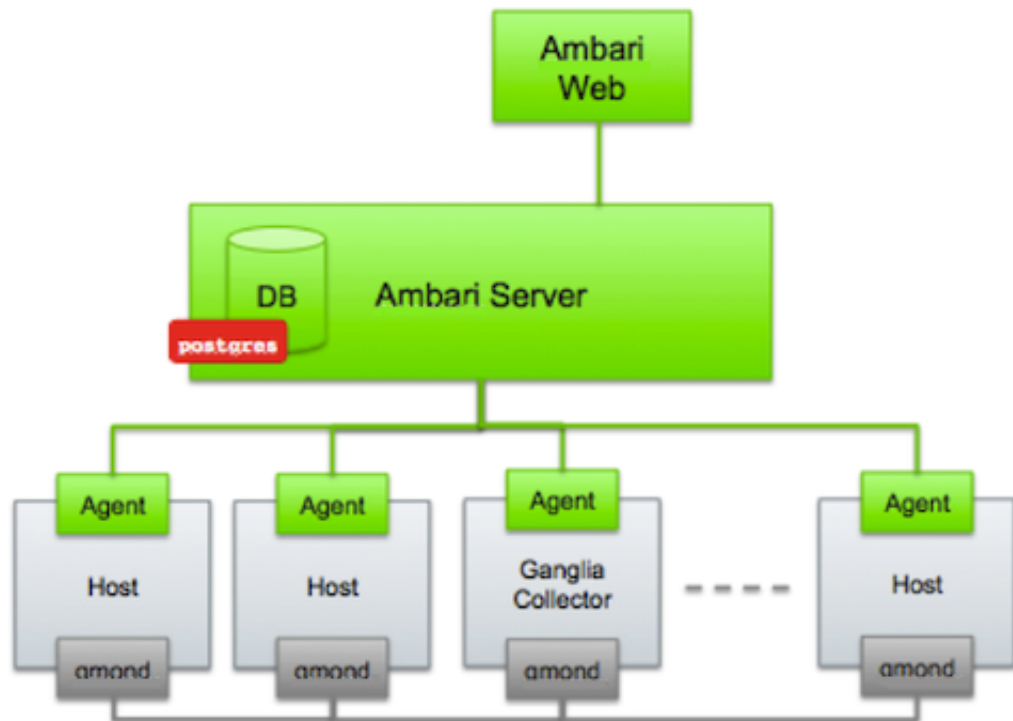 Ambari
Web
DB
Ambari Server
postgres
Agent
Agent
Agent
Agent
Host
Host
Ganglia
Collector
Host
gmond
gmond
gmond
gmond